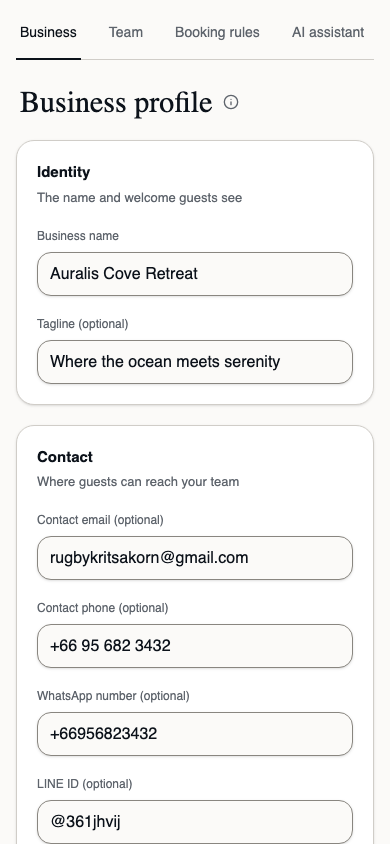 Business
Team
Booking rules
AI assistant
Business profile
Identity
The name and welcome guests see
Business name
Auralis Cove Retreat
Tagline (optional)
Where the ocean meets serenity
Contact
Where guests can reach your team
Contact email (optional)
rugbykritsakorn@gmail.com
Contact phone (optional)
+66 95 682 3432
WhatsApp number (optional)
+66956823432
LINE ID (optional)
@361jhvij